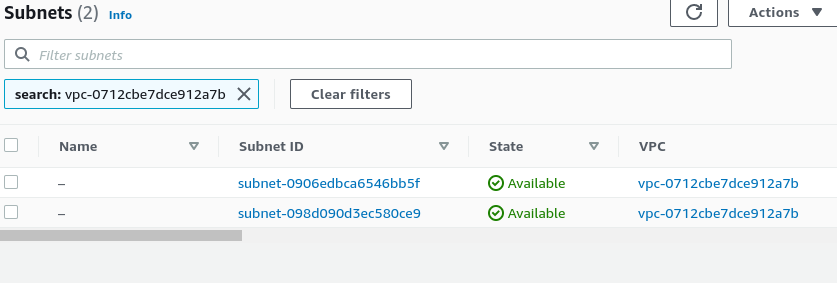 Subnets (2) Info
Actions
Filter subnets
search: vpc-0712cbe7dce912a7b
Clear filters
Name Subnet ID State VPC
– subnet-0906edbca6546bb5f Available vpc-0712cbe7dce912a7b
– subnet-098d090d3ec580ce9 Available vpc-0712cbe7dce912a7b